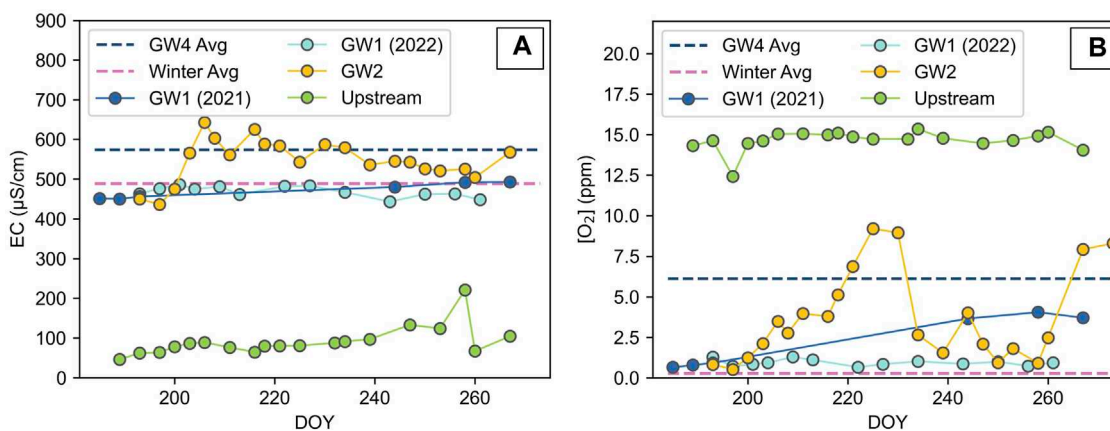 900
800
700
600
500
400
300
200
100
0
EC (µS/cm)
GW4 Avg
Winter Avg
GW1 (2021)
GW1 (2022)
GW2
Upstream
A
200
220
240
260
DOY
20.0
17.5
15.0
12.5
10.0
7.5
5.0
2.5
0.0
[O₂] (ppm)
GW4 Avg
Winter Avg
GW1 (2021)
GW1 (2022)
GW2
Upstream
B
200
220
240
260
DOY